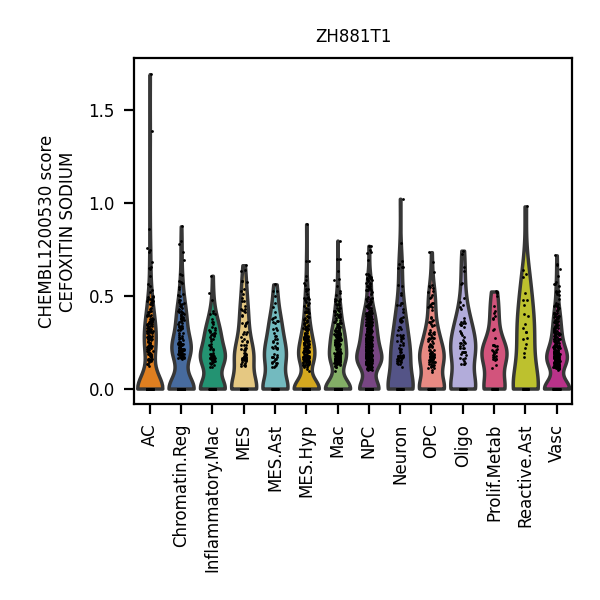 ZH881T1
CHEMBL1200530 score
CEFOXITIN SODIUM
1.5
1.0
0.5
0.0
AC
Chromatin.Reg
Inflammatory.Mac
MES
MES.Ast
MES.Hyp
Mac
NPC
Neuron
OPC
Oligo
Prolif.Metab
Reactive.Ast
Vasc